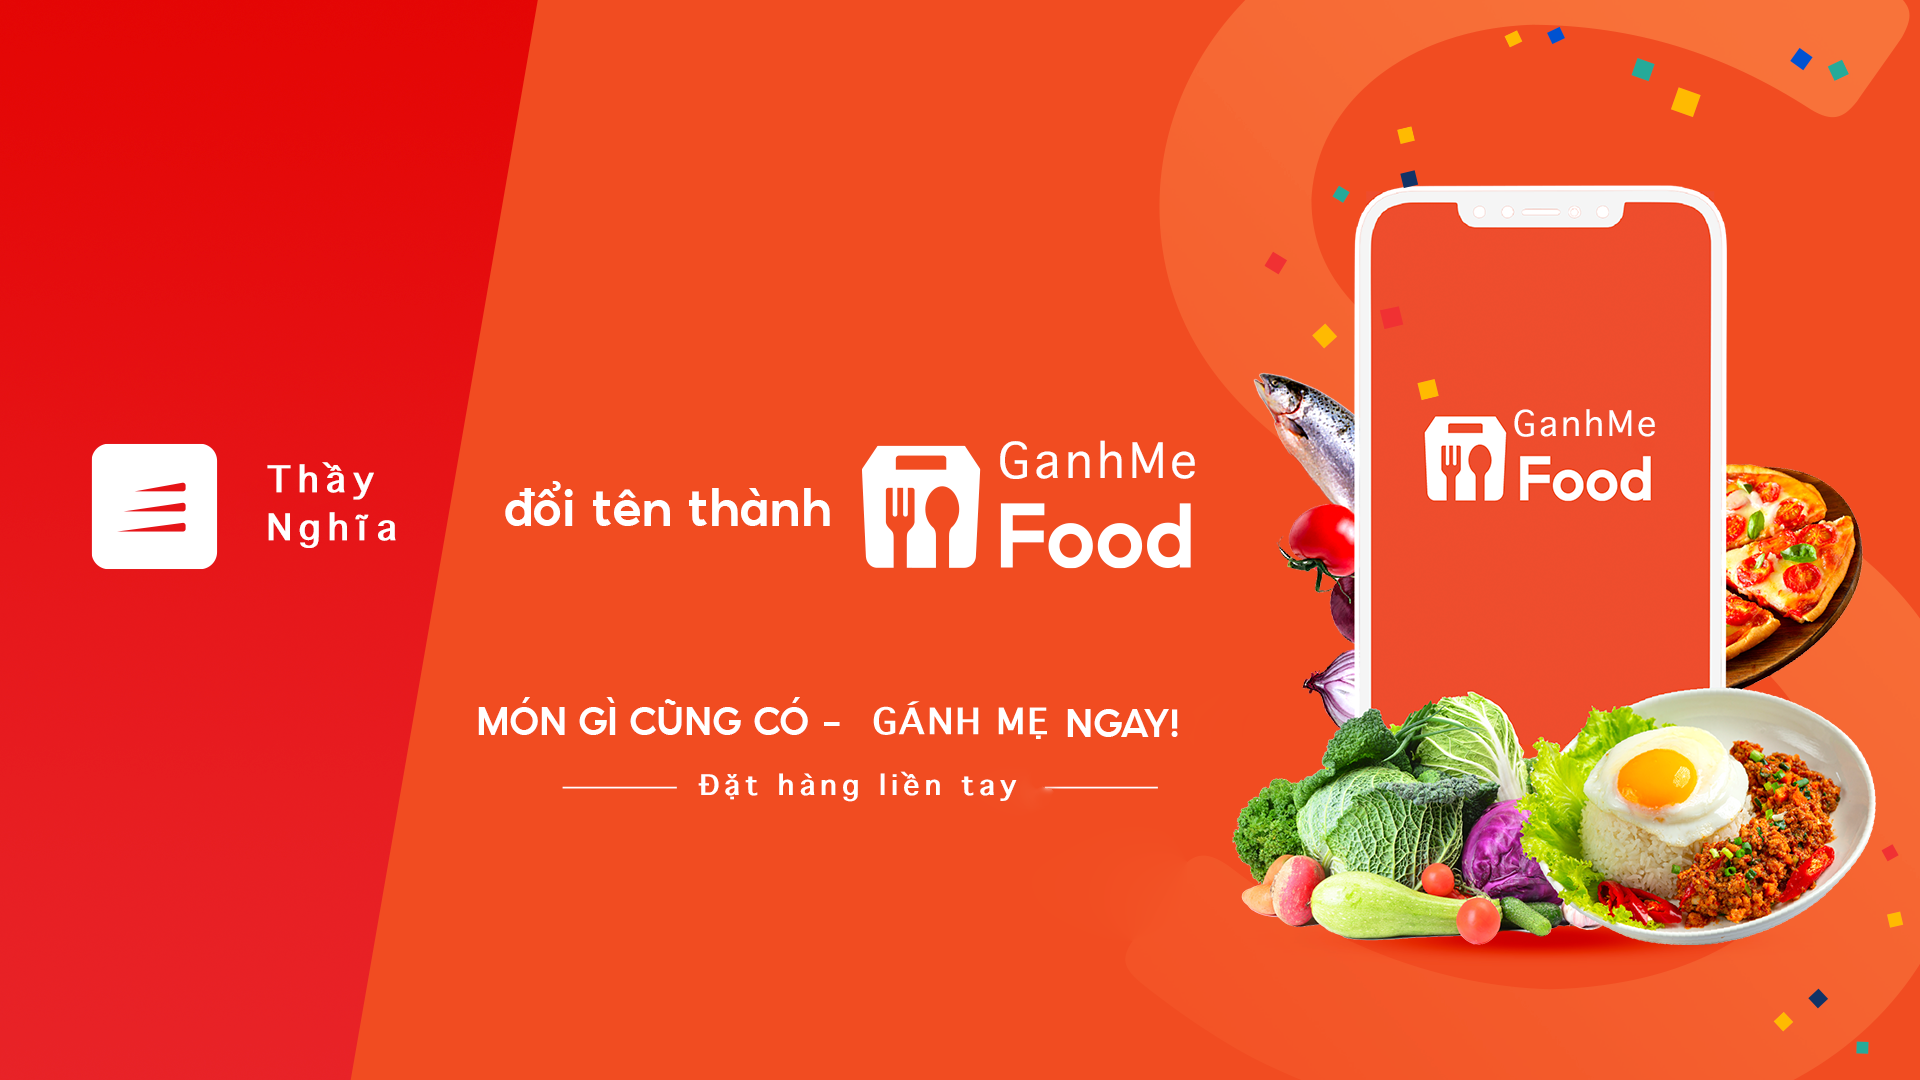 Thầy
Nghĩa
đổi tên thành
GanhMe
Food
MÓN GÌ CŨNG CÓ - GÁNH MẸ NGAY!
Đặt hàng liền tay
GanhMe
Food